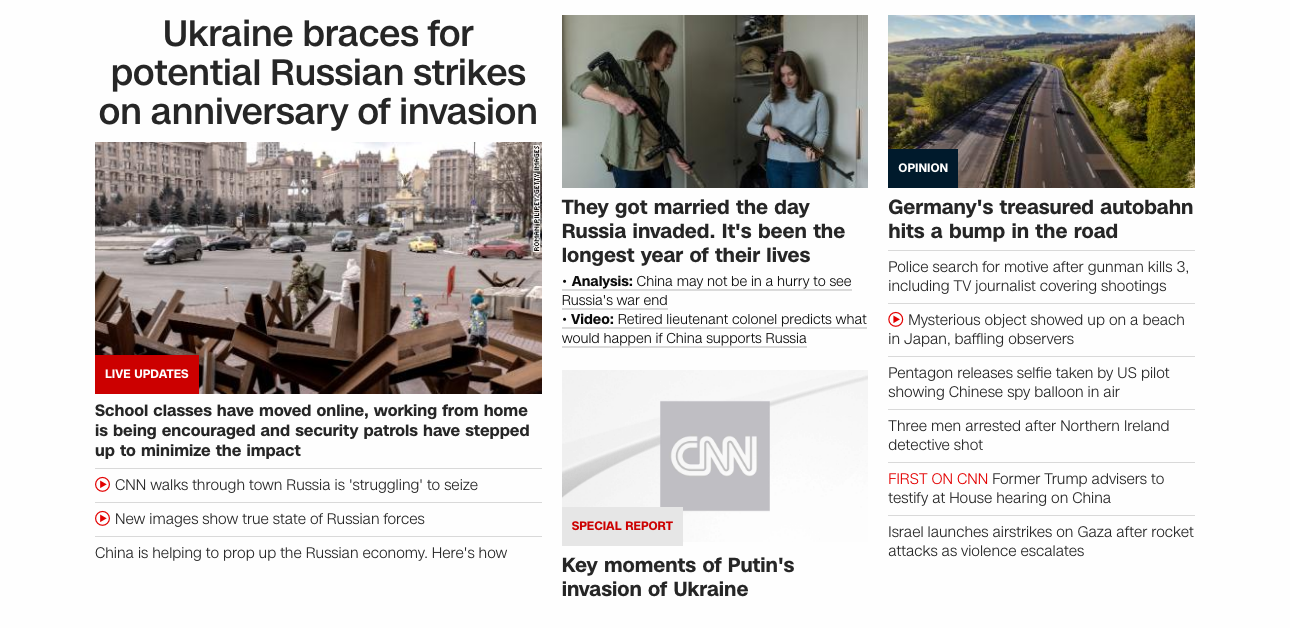 Ukraine braces for
potential Russian strikes
on anniversary of invasion
ROMAN PILIPEY/GETTY IMAGES
LIVE UPDATES
School classes have moved online, working from home
is being encouraged and security patrols have stepped
up to minimize the impact
CNN walks through town Russia is 'struggling' to seize
New images show true state of Russian forces
China is helping to prop up the Russian economy. Here's how
They got married the day
Russia invaded. It's been the
longest year of their lives
• Analysis: China may not be in a hurry to see
Russia's war end
• Video: Retired lieutenant colonel predicts what
would happen if China supports Russia
CNN
SPECIAL REPORT
Key moments of Putin's
invasion of Ukraine
OPINION
Germany's treasured autobahn
hits a bump in the road
Police search for motive after gunman kills 3,
including TV journalist covering shootings
Mysterious object showed up on a beach
in Japan, baffling observers
Pentagon releases selfie taken by US pilot
showing Chinese spy balloon in air
Three men arrested after Northern Ireland
detective shot
FIRST ON CNN Former Trump advisers to
testify at House hearing on China
Israel launches airstrikes on Gaza after rocket
attacks as violence escalates